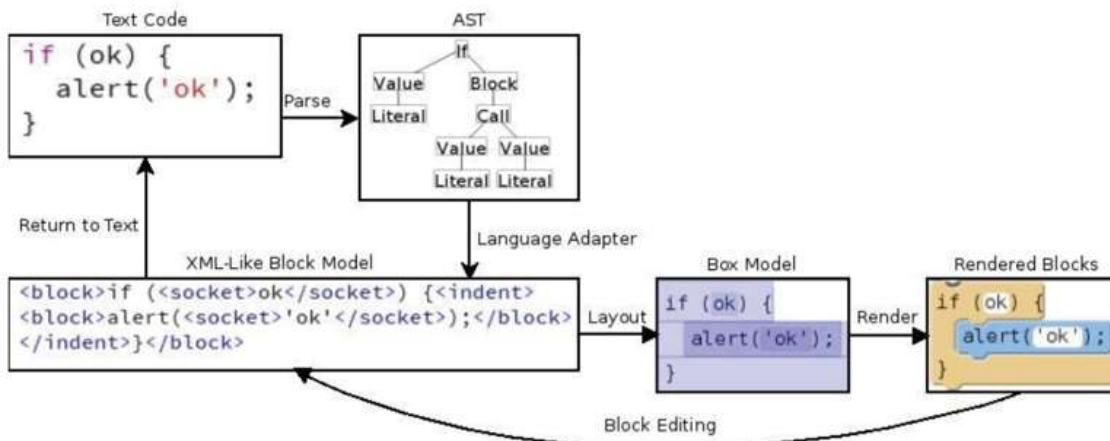 Text Code
if (ok) {
alert('ok');
}
Parse
AST
If
Value Block
Literal Call
Value Value
Literal Literal
Return to Text
Language Adapter
XML-Like Block Model
<block>if (<socket>ok</socket>) {<indent>
<block>alert(<socket>'ok'</socket>);</block>
</indent>}</block>
Layout
Box Model
if (ok) {
alert('ok');
}
Render
Rendered Blocks
if (ok) {
alert('ok');
}
Block Editing